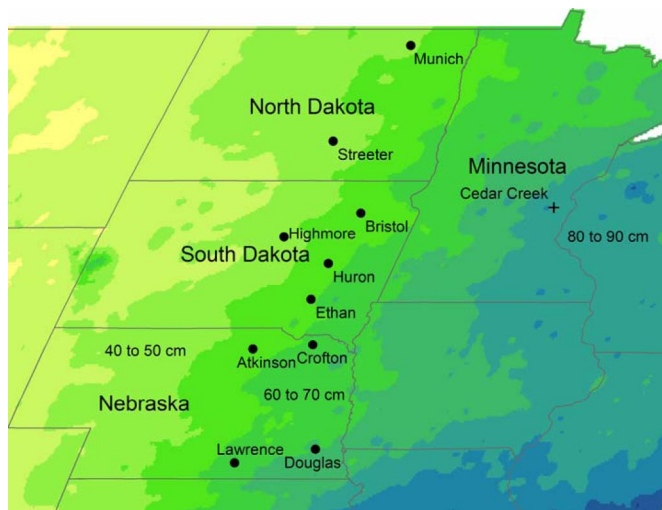 Munich
North Dakota
Streeter
Minnesota
Cedar Creek
Bristol
Highmore
80 to 90 cm
South Dakota
Huron
Ethan
40 to 50 cm
Atkinson
Crofton
60 to 70 cm
Nebraska
Lawrence
Douglas